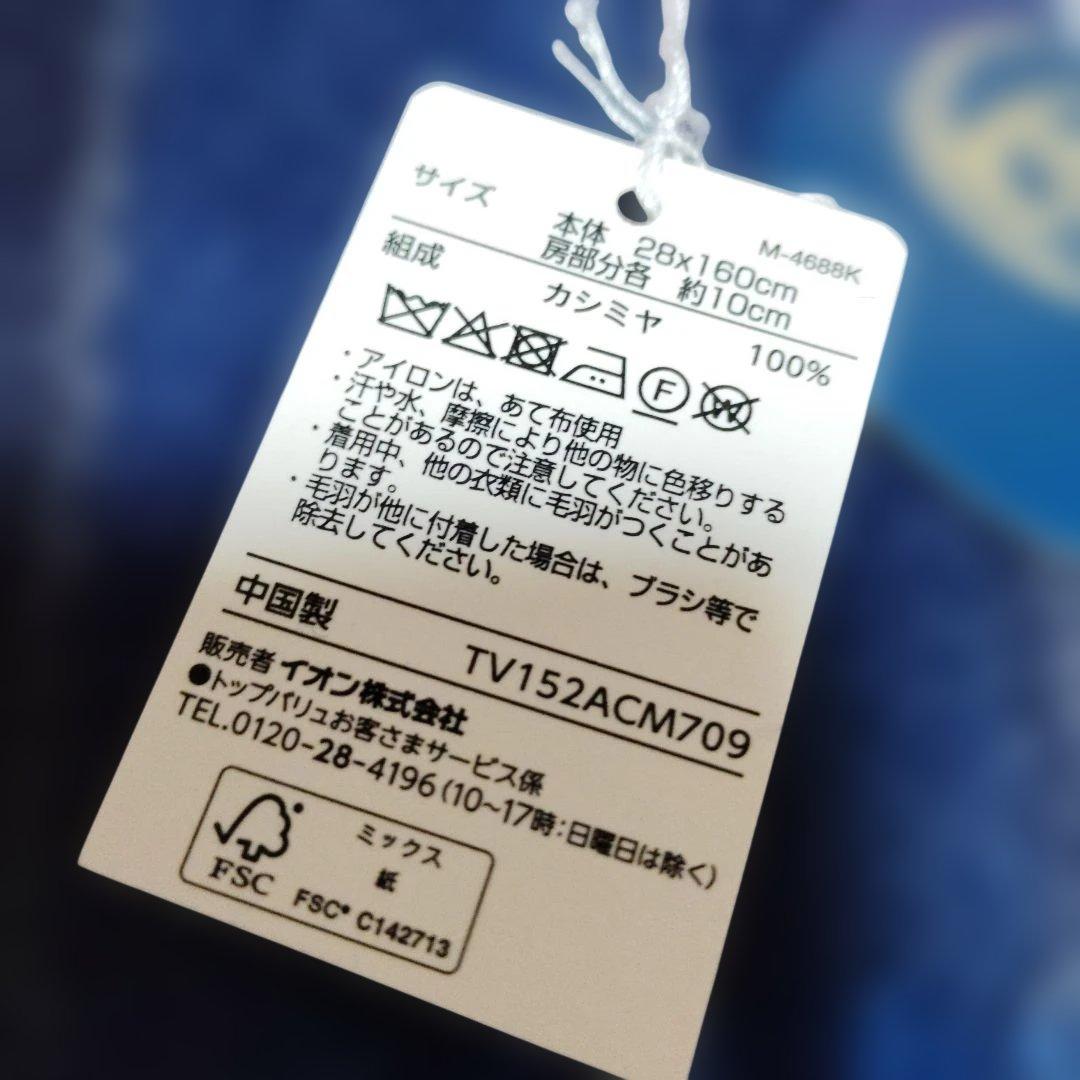 サイズ
M-4688K
本体 28x160cm
房部分各 約10cm
組成
カシミヤ 100%
F W
・アイロンは、あて布使用
・汗や水、摩擦により他の物に色移りする
ことがあるので注意してください。
・着用中、他の衣類に毛羽がつくことがあ
ります。
・毛羽が他に付着した場合は、ブラシ等で
除去してください。
中国製
TV152ACM709
販売者 イオン株式会社
●トップバリュお客さまサービス係
TEL.0120-28-4196(10~17時:日曜日は除く)
FSC
ミックス
紙
FSC® C142713